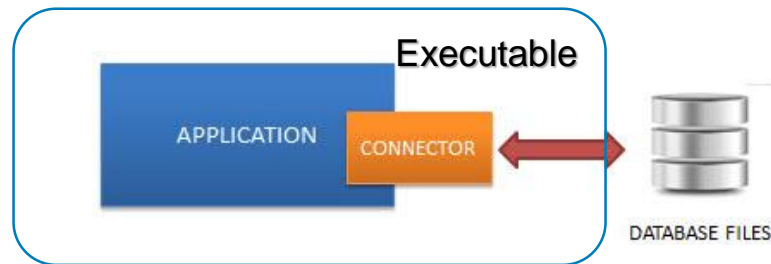 Executable
APPLICATION
CONNECTOR
DATABASE FILES